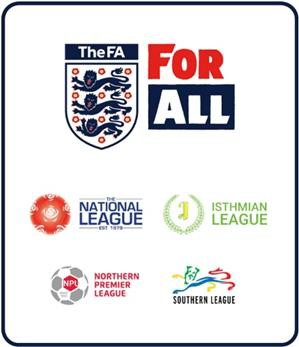 TheFA
FOR
ALL
THE
NATIONAL
LEAGUE
EST. 1979
ISTHMIAN
LEAGUE
NPL
NORTHERN
PREMIER
LEAGUE
SOUTHERN LEAGUE